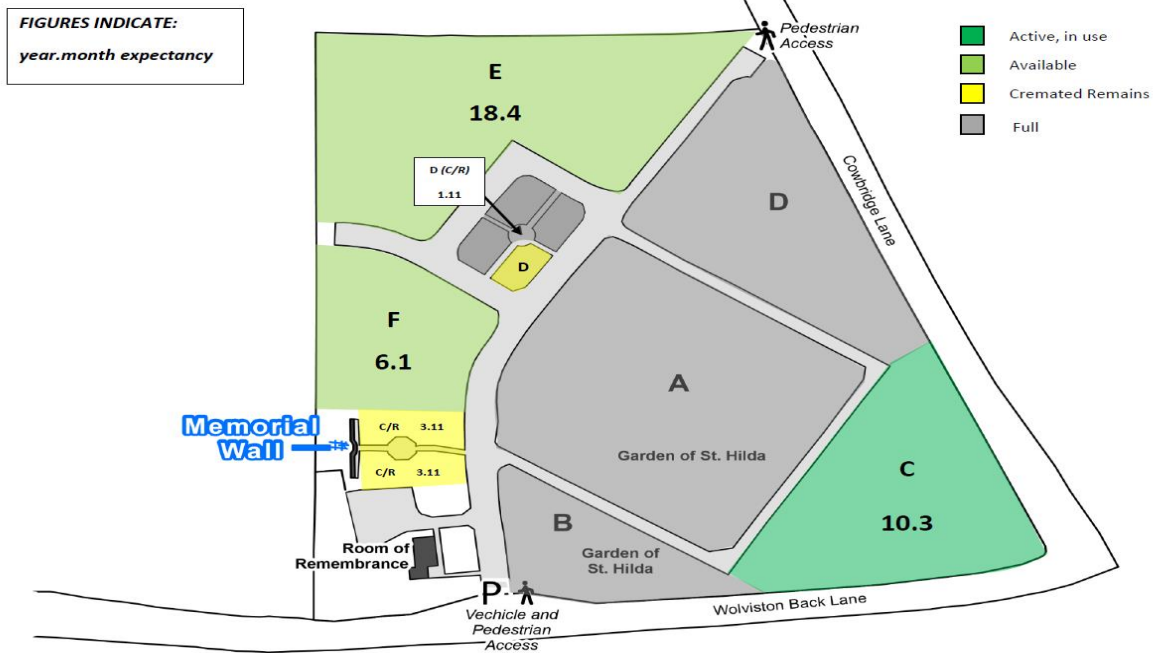 FIGURES INDICATE:
year.month expectancy
Pedestrian
Access
Active, in use
Available
Cremated Remains
Full
E
18.4
D (C/R)
1.11
D
Cowbridge Lane
D
F
6.1
A
Memorial
Wall
C/R 3.11
C/R 3.11
Garden of St. Hilda
C
10.3
B
Garden of
St. Hilda
Room of
Remembrance
P
Vechicle and
Pedestrian
Access
Wolviston Back Lane